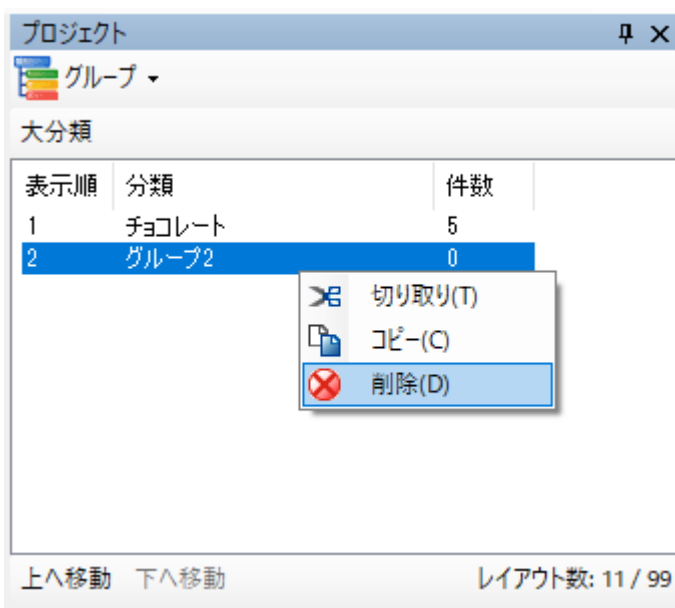 プロジェクト
グループ
大分類
表示順 分類 件数
1 チョコレート 5
2 グループ2 0
切り取り(T)
コピー(C)
削除(D)
上へ移動 下へ移動 レイアウト数: 11 / 99